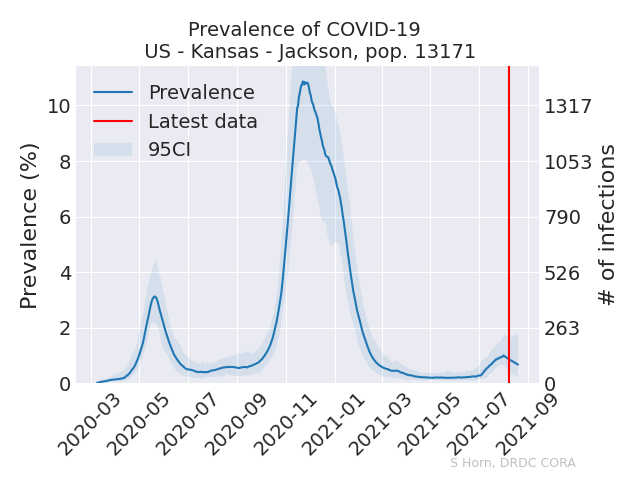 Prevalence of COVID-19
US - Kansas - Jackson, pop. 13171
Prevalence
Latest data
95CI
Prevalence (%)
10
8
6
4
2
0
1317
1053
790
526
263
0
# of infections
2020-03
2020-05
2020-07
2020-09
2020-11
2021-01
2021-03
2021-05
2021-07
2021-09
S Horn, DRDC CORA